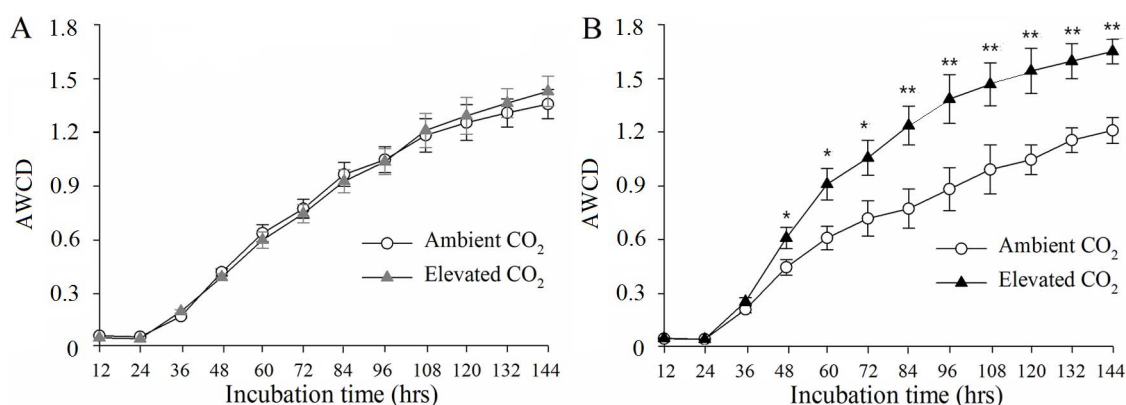 A
1.8
1.5
1.2
0.9
0.6
0.3
0
AWCD
Ambient CO2
Elevated CO2
12 24 36 48 60 72 84 96 108 120 132 144
Incubation time (hrs)
B
1.8
1.5
1.2
0.9
0.6
0.3
0
AWCD
* * * ** ** ** ** ** **
Ambient CO2
Elevated CO2
12 24 36 48 60 72 84 96 108 120 132 144
Incubation time (hrs)